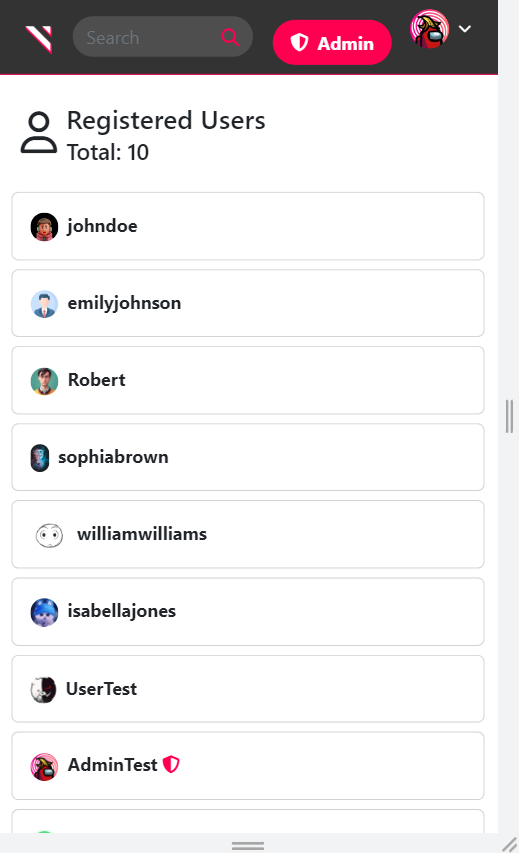 Search
Admin
Registered Users
Total: 10
johndoe
emilyjohnson
Robert
sophiabrown
williamwilliams
isabellajones
UserTest
AdminTest